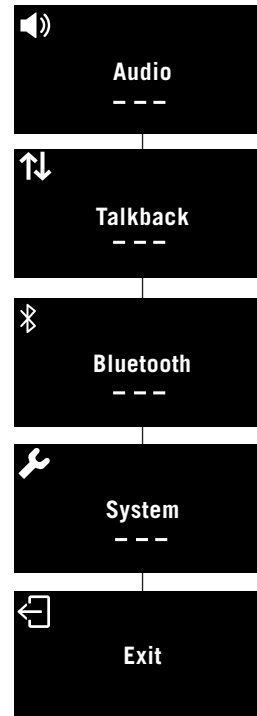 Audio
– – –
Talkback
– – –
Bluetooth
– – –
System
– – –
Exit